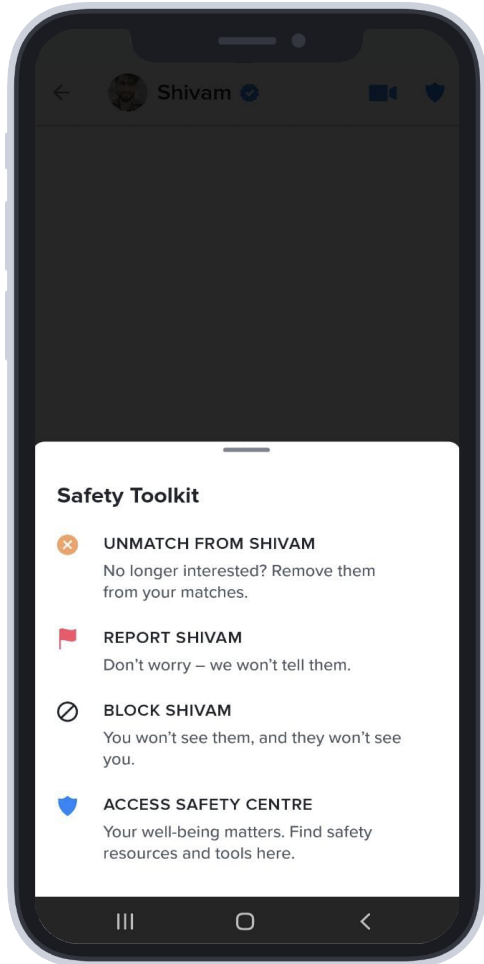 Shivam
Safety Toolkit
UNMATCH FROM SHIVAM
No longer interested? Remove them
from your matches.
REPORT SHIVAM
Don’t worry – we won’t tell them.
BLOCK SHIVAM
You won’t see them, and they won’t see
you.
ACCESS SAFETY CENTRE
Your well-being matters. Find safety
resources and tools here.